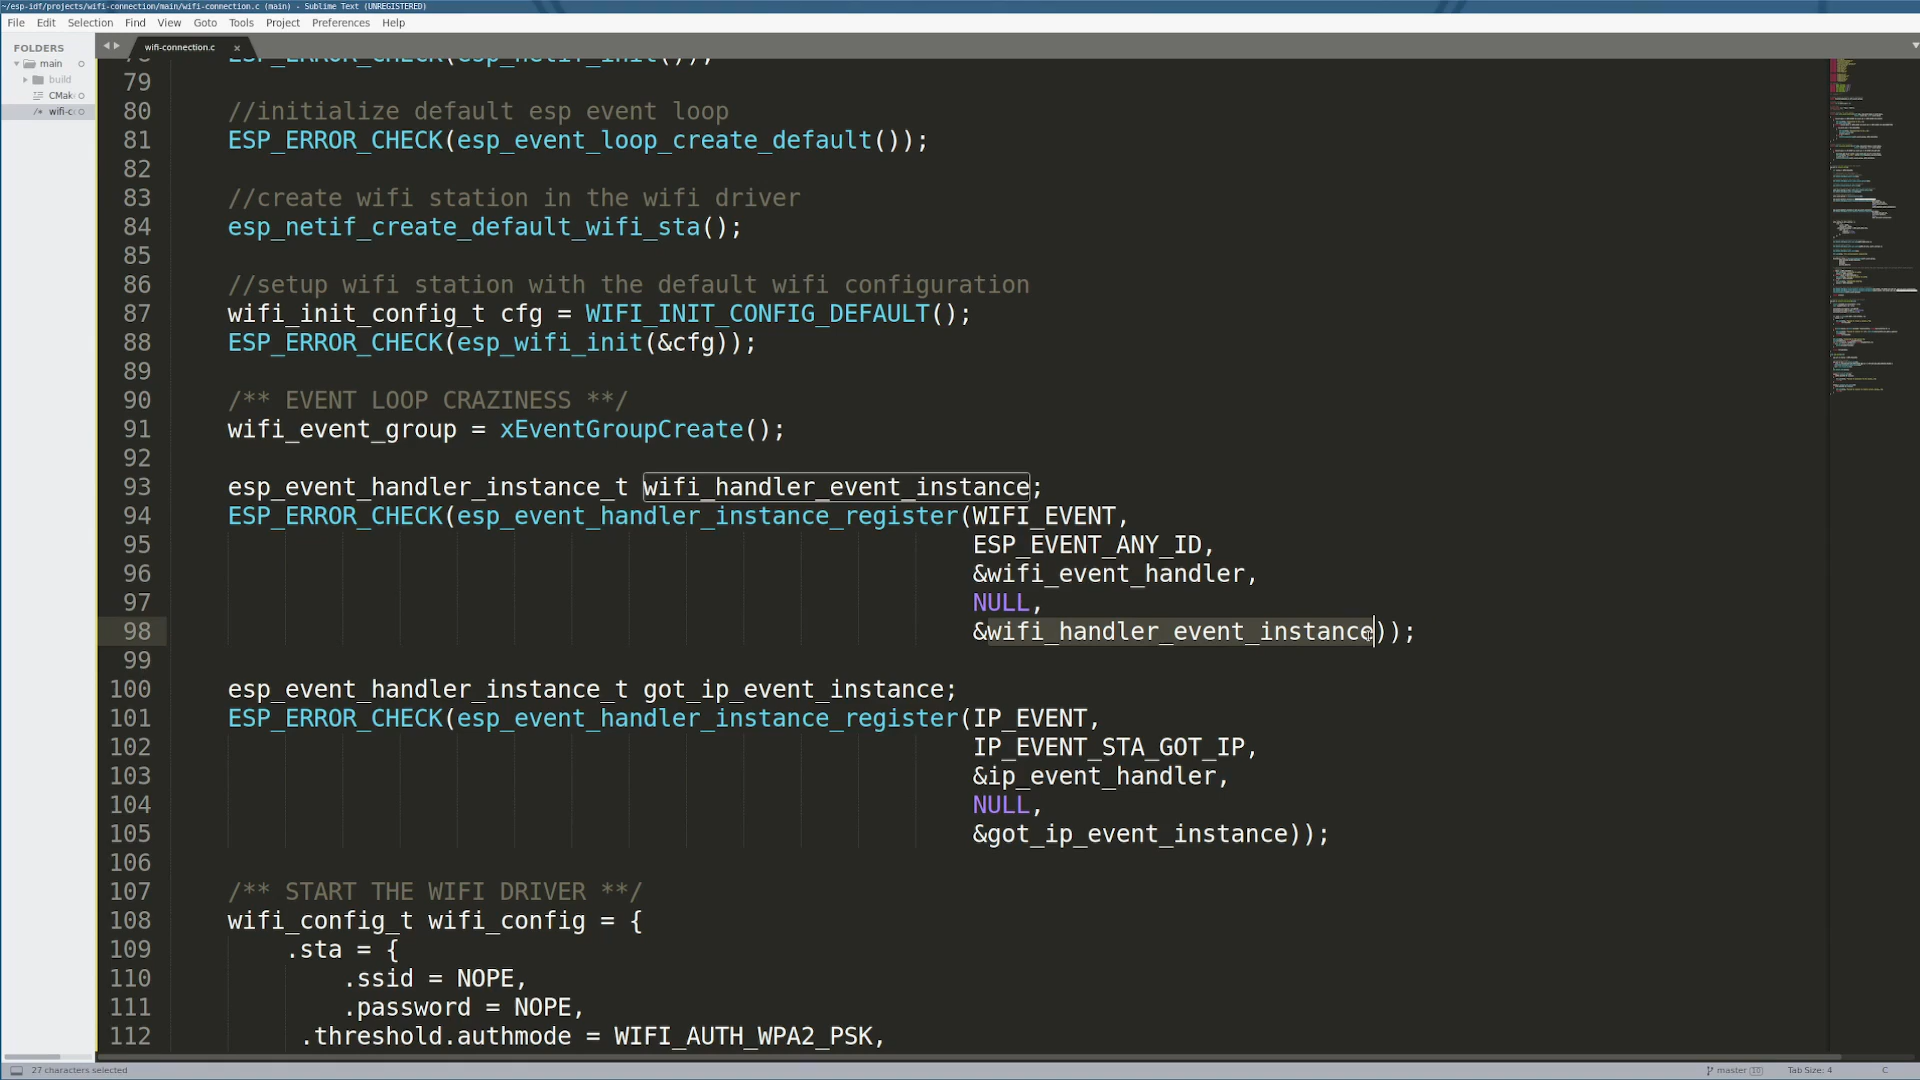 ~/esp-idf/projects/wifi-connection/main/wifi-connection.c (main) - Sublime Text (UNREGISTERED)
File Edit Selection Find View Goto Tools Project Preferences Help
FOLDERS
main
build
CMak
wifi-c
wifi-connection.c ×
78 ESP_ERROR_CHECK(esp_netif_init());
79
80 //initialize default esp event loop
81 ESP_ERROR_CHECK(esp_event_loop_create_default());
82
83 //create wifi station in the wifi driver
84 esp_netif_create_default_wifi_sta();
85
86 //setup wifi station with the default wifi configuration
87 wifi_init_config_t cfg = WIFI_INIT_CONFIG_DEFAULT();
88 ESP_ERROR_CHECK(esp_wifi_init(&cfg));
89
90 /** EVENT LOOP CRAZINESS **/
91 wifi_event_group = xEventGroupCreate();
92
93 esp_event_handler_instance_t wifi_handler_event_instance;
94 ESP_ERROR_CHECK(esp_event_handler_instance_register(WIFI_EVENT,
95 ESP_EVENT_ANY_ID,
96 &wifi_event_handler,
97 NULL,
98 &wifi_handler_event_instance));
99
100 esp_event_handler_instance_t got_ip_event_instance;
101 ESP_ERROR_CHECK(esp_event_handler_instance_register(IP_EVENT,
102 IP_EVENT_STA_GOT_IP,
103 &ip_event_handler,
104 NULL,
105 &got_ip_event_instance));
106
107 /** START THE WIFI DRIVER **/
108 wifi_config_t wifi_config = {
109 .sta = {
110 .ssid = NOPE,
111 .password = NOPE,
112 .threshold.authmode = WIFI_AUTH_WPA2_PSK,
27 characters selected
master 10 Tab Size: 4 C